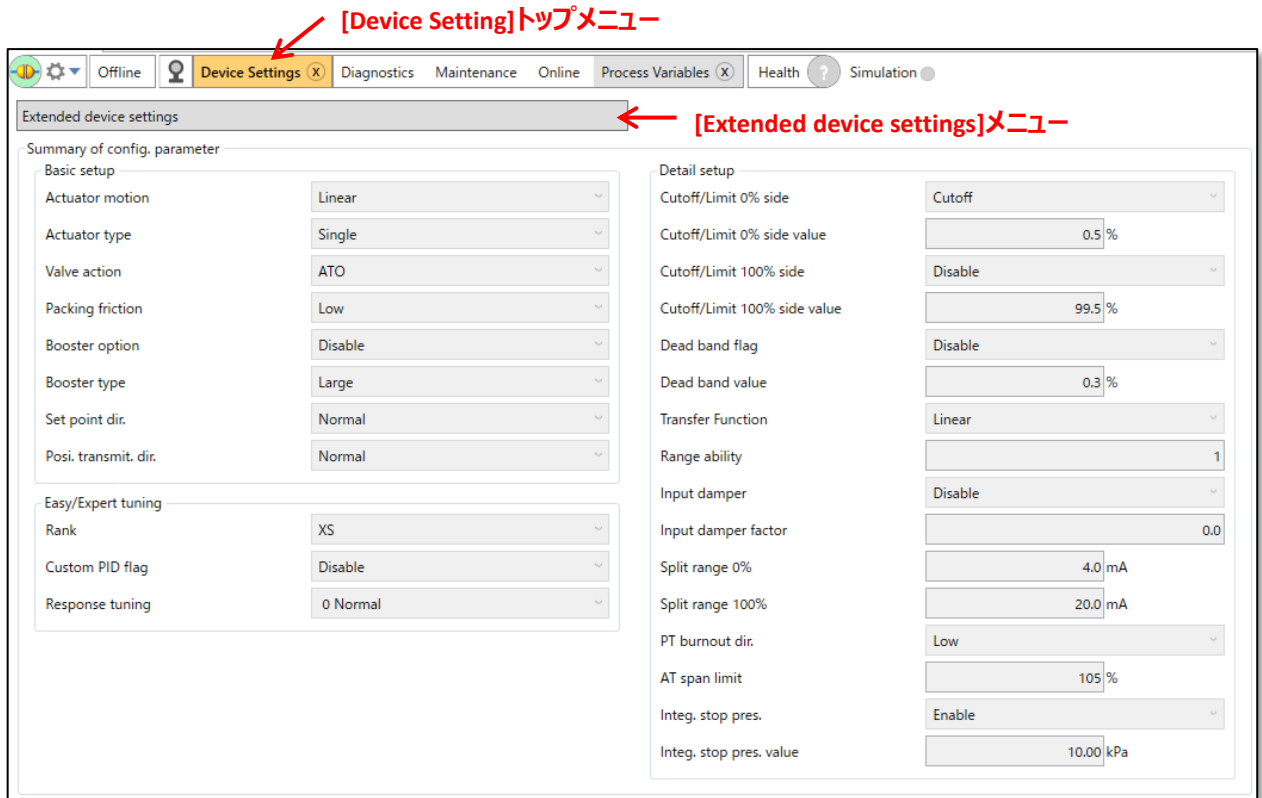 [Device Setting]トップメニュー
Offline Device Settings X Diagnostics Maintenance Online Process Variables X Health ? Simulation
Extended device settings
[Extended device settings]メニュー
Summary of config. parameter
Basic setup
Actuator motion Linear
Actuator type Single
Valve action ATO
Packing friction Low
Booster option Disable
Booster type Large
Set point dir. Normal
Posi. transmit. dir. Normal
Easy/Expert tuning
Rank XS
Custom PID flag Disable
Response tuning 0 Normal
Detail setup
Cutoff/Limit 0% side Cutoff
Cutoff/Limit 0% side value 0.5 %
Cutoff/Limit 100% side Disable
Cutoff/Limit 100% side value 99.5 %
Dead band flag Disable
Dead band value 0.3 %
Transfer Function Linear
Range ability 1
Input damper Disable
Input damper factor 0.0
Split range 0% 4.0 mA
Split range 100% 20.0 mA
PT burnout dir. Low
AT span limit 105 %
Integ. stop pres. Enable
Integ. stop pres. value 10.00 kPa